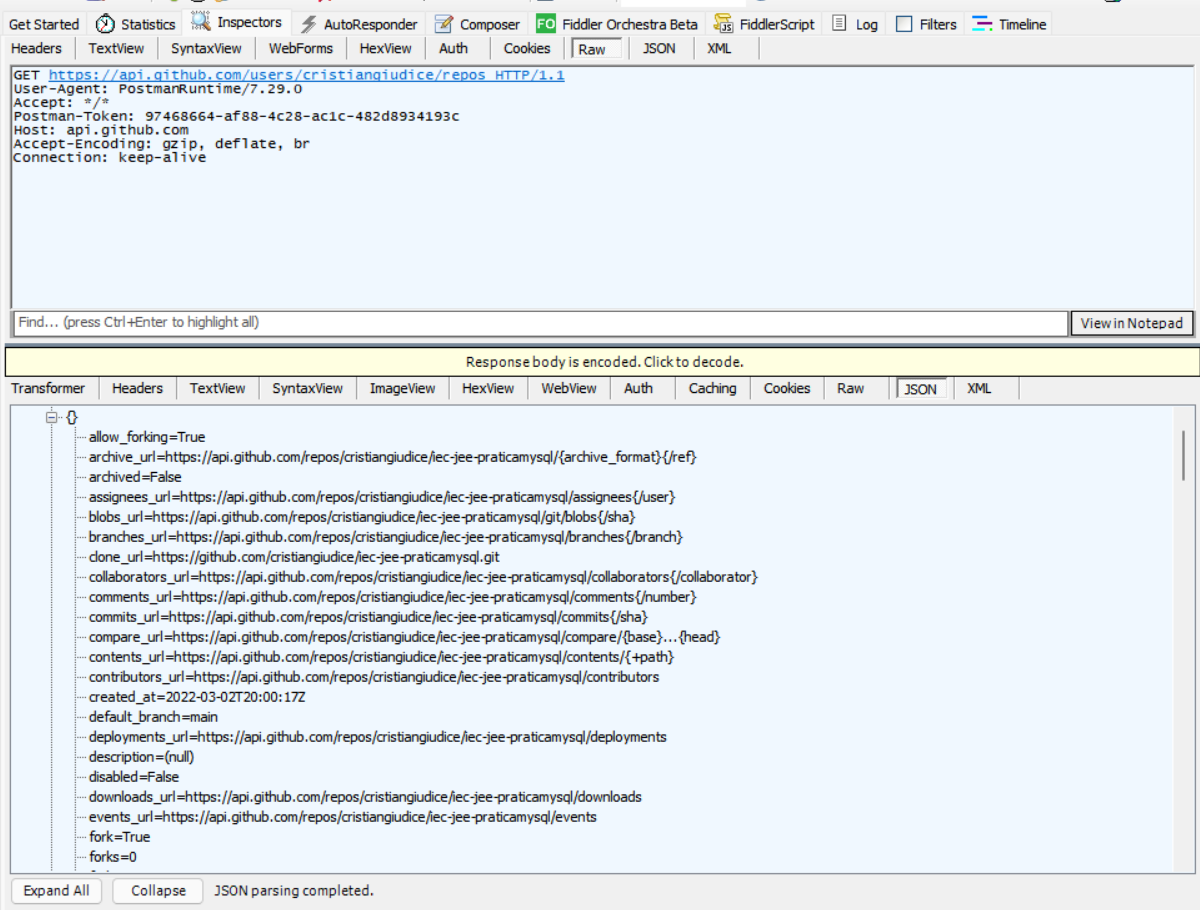 Get Started Statistics Inspectors AutoResponder Composer FO Fiddler Orchestra Beta FiddlerScript Log Filters Timeline
Headers TextView SyntaxView WebForms HexView Auth Cookies Raw JSON XML
GET https://api.github.com/users/cristiangiudice/repos HTTP/1.1
User-Agent: PostmanRuntime/7.29.0
Accept: */*
Postman-Token: 97468664-af88-4c28-ac1c-482d8934193c
Host: api.github.com
Accept-Encoding: gzip, deflate, br
Connection: keep-alive
Find... (press Ctrl+Enter to highlight all) View in Notepad
Response body is encoded. Click to decode.
Transformer Headers TextView SyntaxView ImageView HexView WebView Auth Caching Cookies Raw JSON XML
{}
allow_forking=True
archive_url=https://api.github.com/repos/cristiangiudice/iec-jee-praticamysql/{archive_format}{/ref}
archived=False
assignees_url=https://api.github.com/repos/cristiangiudice/iec-jee-praticamysql/assignees{/user}
blobs_url=https://api.github.com/repos/cristiangiudice/iec-jee-praticamysql/git/blobs{/sha}
branches_url=https://api.github.com/repos/cristiangiudice/iec-jee-praticamysql/branches{/branch}
clone_url=https://github.com/cristiangiudice/iec-jee-praticamysql.git
collaborators_url=https://api.github.com/repos/cristiangiudice/iec-jee-praticamysql/collaborators{/collaborator}
comments_url=https://api.github.com/repos/cristiangiudice/iec-jee-praticamysql/comments{/number}
commits_url=https://api.github.com/repos/cristiangiudice/iec-jee-praticamysql/commits{/sha}
compare_url=https://api.github.com/repos/cristiangiudice/iec-jee-praticamysql/compare/{base}...{head}
contents_url=https://api.github.com/repos/cristiangiudice/iec-jee-praticamysql/contents/{+path}
contributors_url=https://api.github.com/repos/cristiangiudice/iec-jee-praticamysql/contributors
created_at=2022-03-02T20:00:17Z
default_branch=main
deployments_url=https://api.github.com/repos/cristiangiudice/iec-jee-praticamysql/deployments
description=(null)
disabled=False
downloads_url=https://api.github.com/repos/cristiangiudice/iec-jee-praticamysql/downloads
events_url=https://api.github.com/repos/cristiangiudice/iec-jee-praticamysql/events
fork=True
forks=0
Expand All Collapse JSON parsing completed.